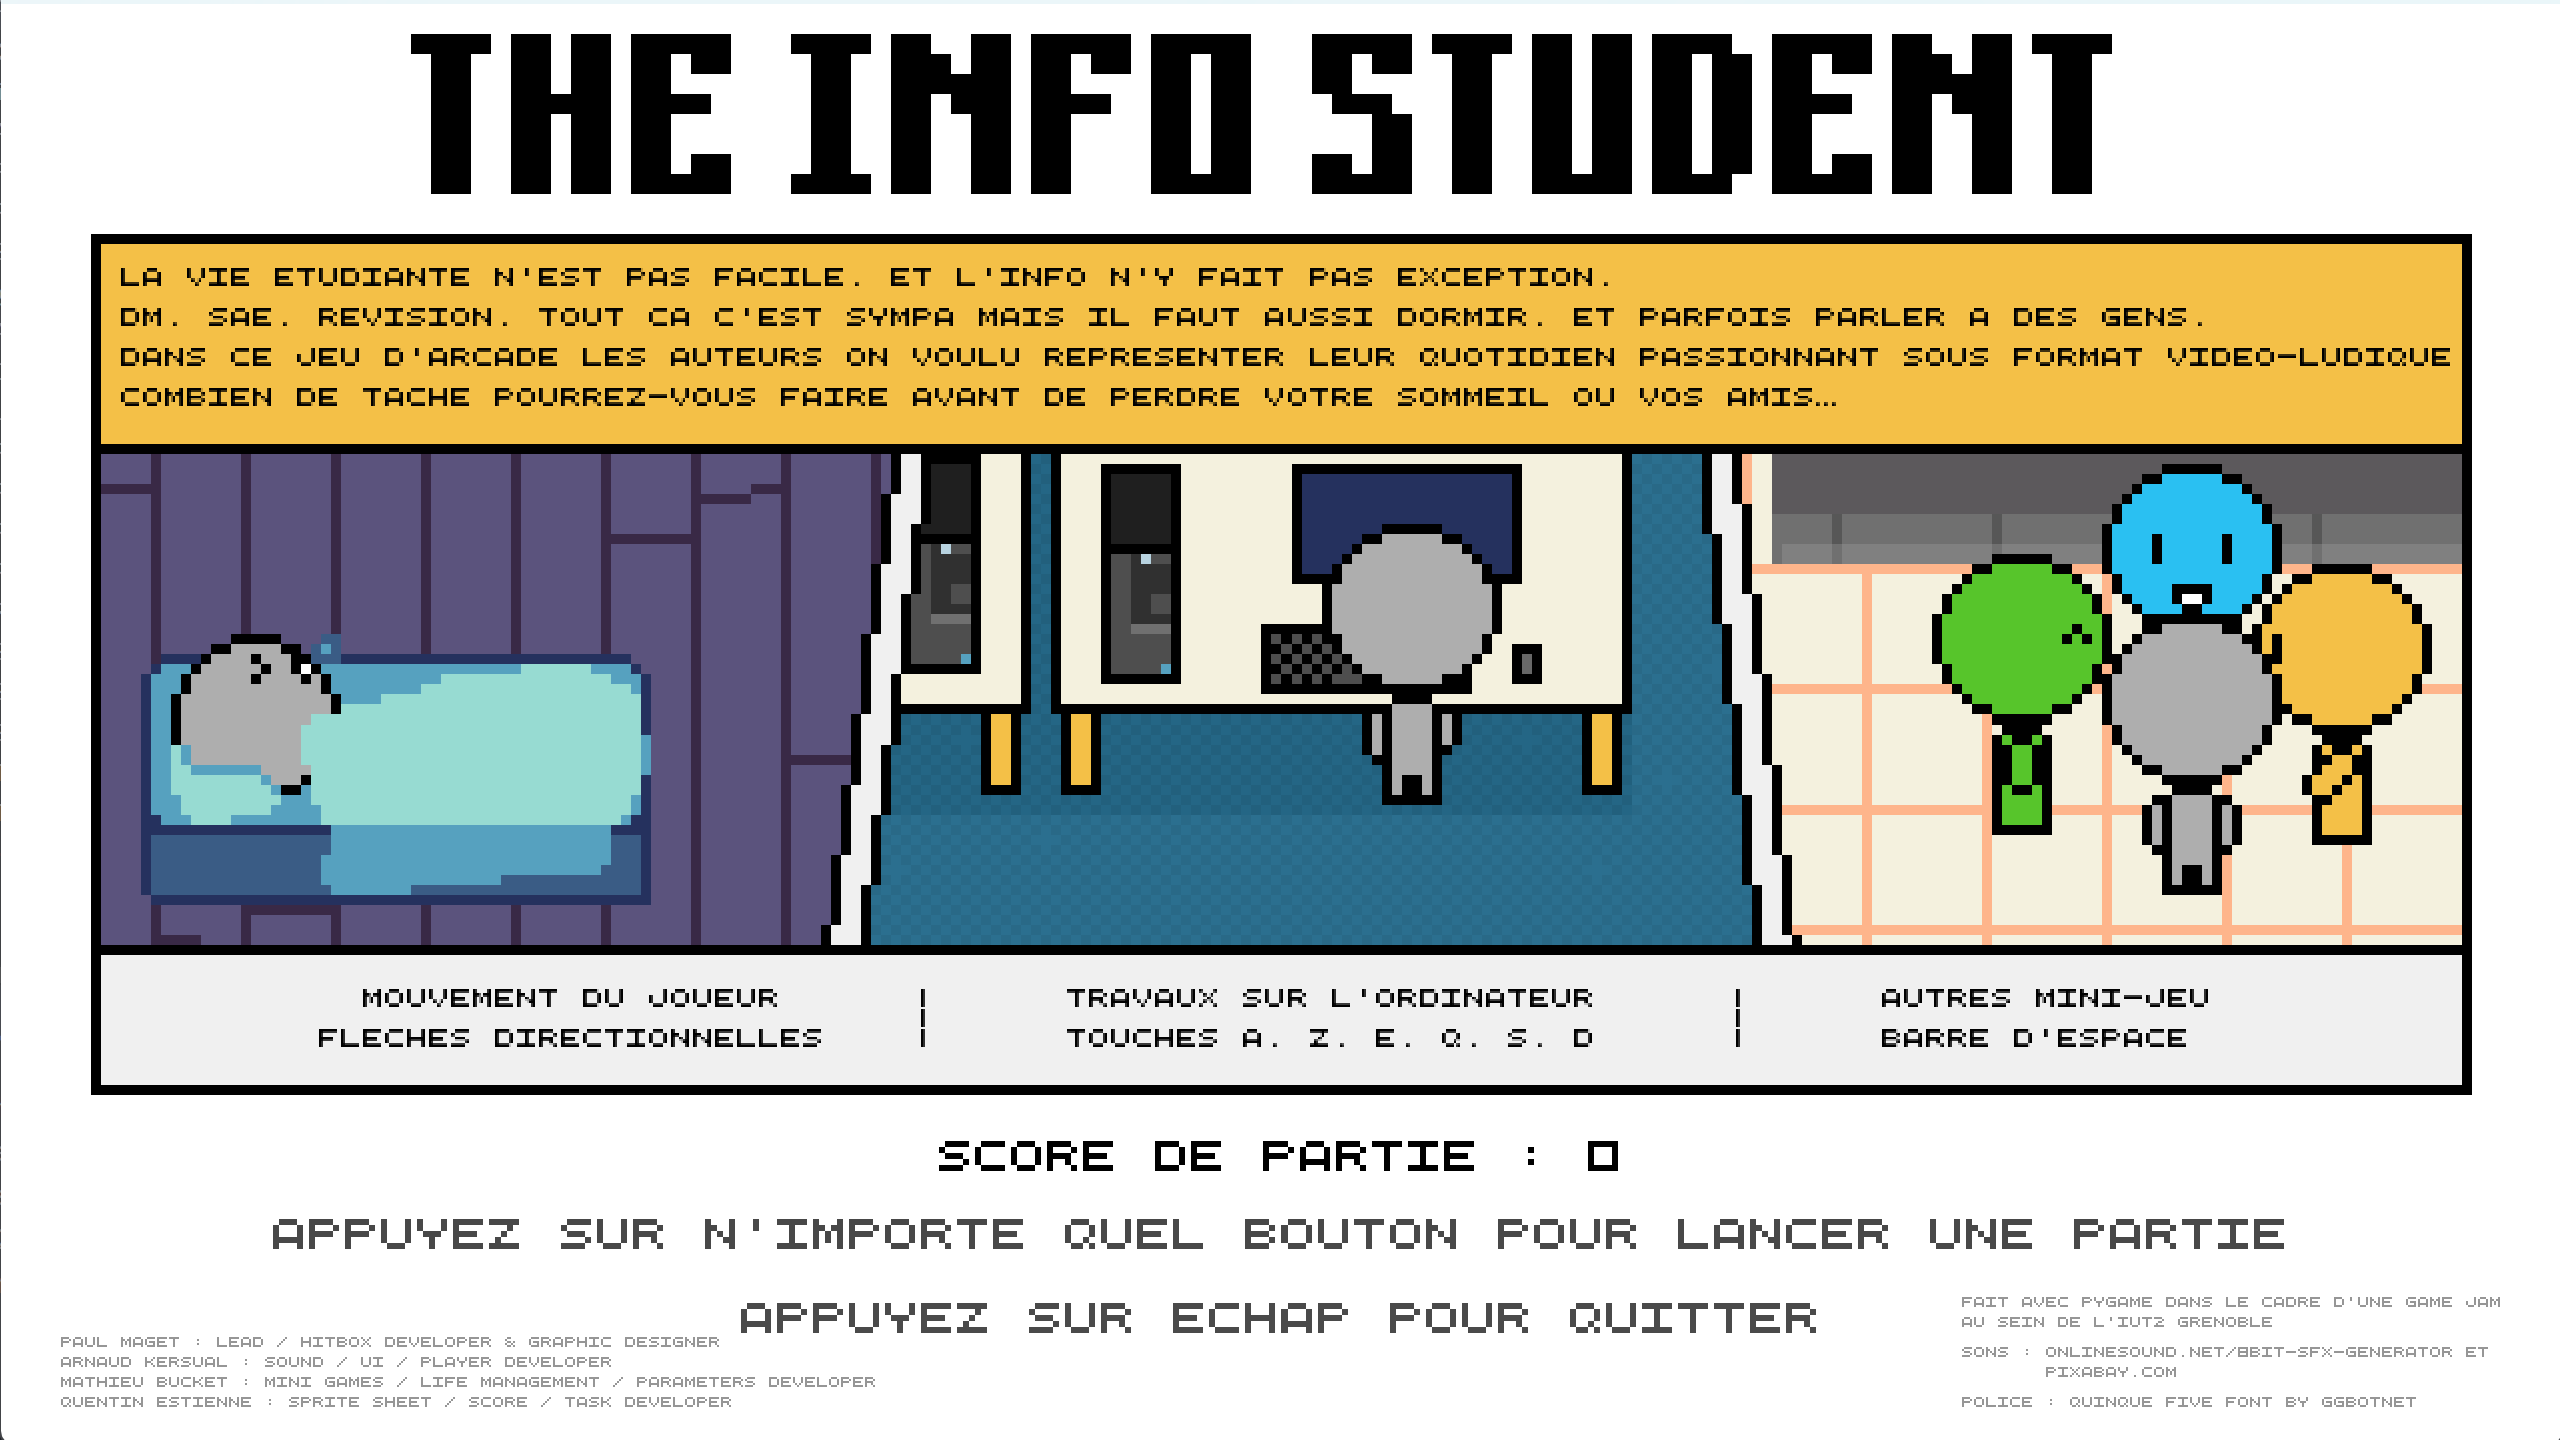 THE INFO STUDENT
LA VIE ETUDIANTE N'EST PAS FACILE. ET L'INFO N'Y FAIT PAS EXCEPTION.
DM. SAE. REVISION. TOUT CA C'EST SYMPA MAIS IL FAUT AUSSI DORMIR. ET PARFOIS PARLER A DES GENS.
DANS CE JEU D'ARCADE LES AUTEURS ON VOULU REPRESENTER LEUR QUOTIDIEN PASSIONNANT SOUS FORMAT VIDEO-LUDIQUE
COMBIEN DE TACHE POURREZ-VOUS FAIRE AVANT DE PERDRE VOTRE SOMMEIL OU VOS AMIS…
MOUVEMENT DU JOUEUR
FLECHES DIRECTIONNELLES
TRAVAUX SUR L'ORDINATEUR
TOUCHES A. Z. E. Q. S. D
AUTRES MINI-JEU
BARRE D'ESPACE
SCORE DE PARTIE : 0
APPUYEZ SUR N'IMPORTE QUEL BOUTON POUR LANCER UNE PARTIE
APPUYEZ SUR ECHAP POUR QUITTER
PAUL MAGET : LEAD / HITBOX DEVELOPER & GRAPHIC DESIGNER
ARNAUD KERSUAL : SOUND / UI / PLAYER DEVELOPER
MATHIEU BUCKET : MINI GAMES / LIFE MANAGEMENT / PARAMETERS DEVELOPER
QUENTIN ESTIENNE : SPRITE SHEET / SCORE / TASK DEVELOPER
FAIT AVEC PYGAME DANS LE CADRE D'UNE GAME JAM
AU SEIN DE L'IUT2 GRENOBLE
SONS : ONLINESOUND.NET/8BIT-SFX-GENERATOR ET
PIXABAY.COM
POLICE : QUINQUE FIVE FONT BY GGBOTNET